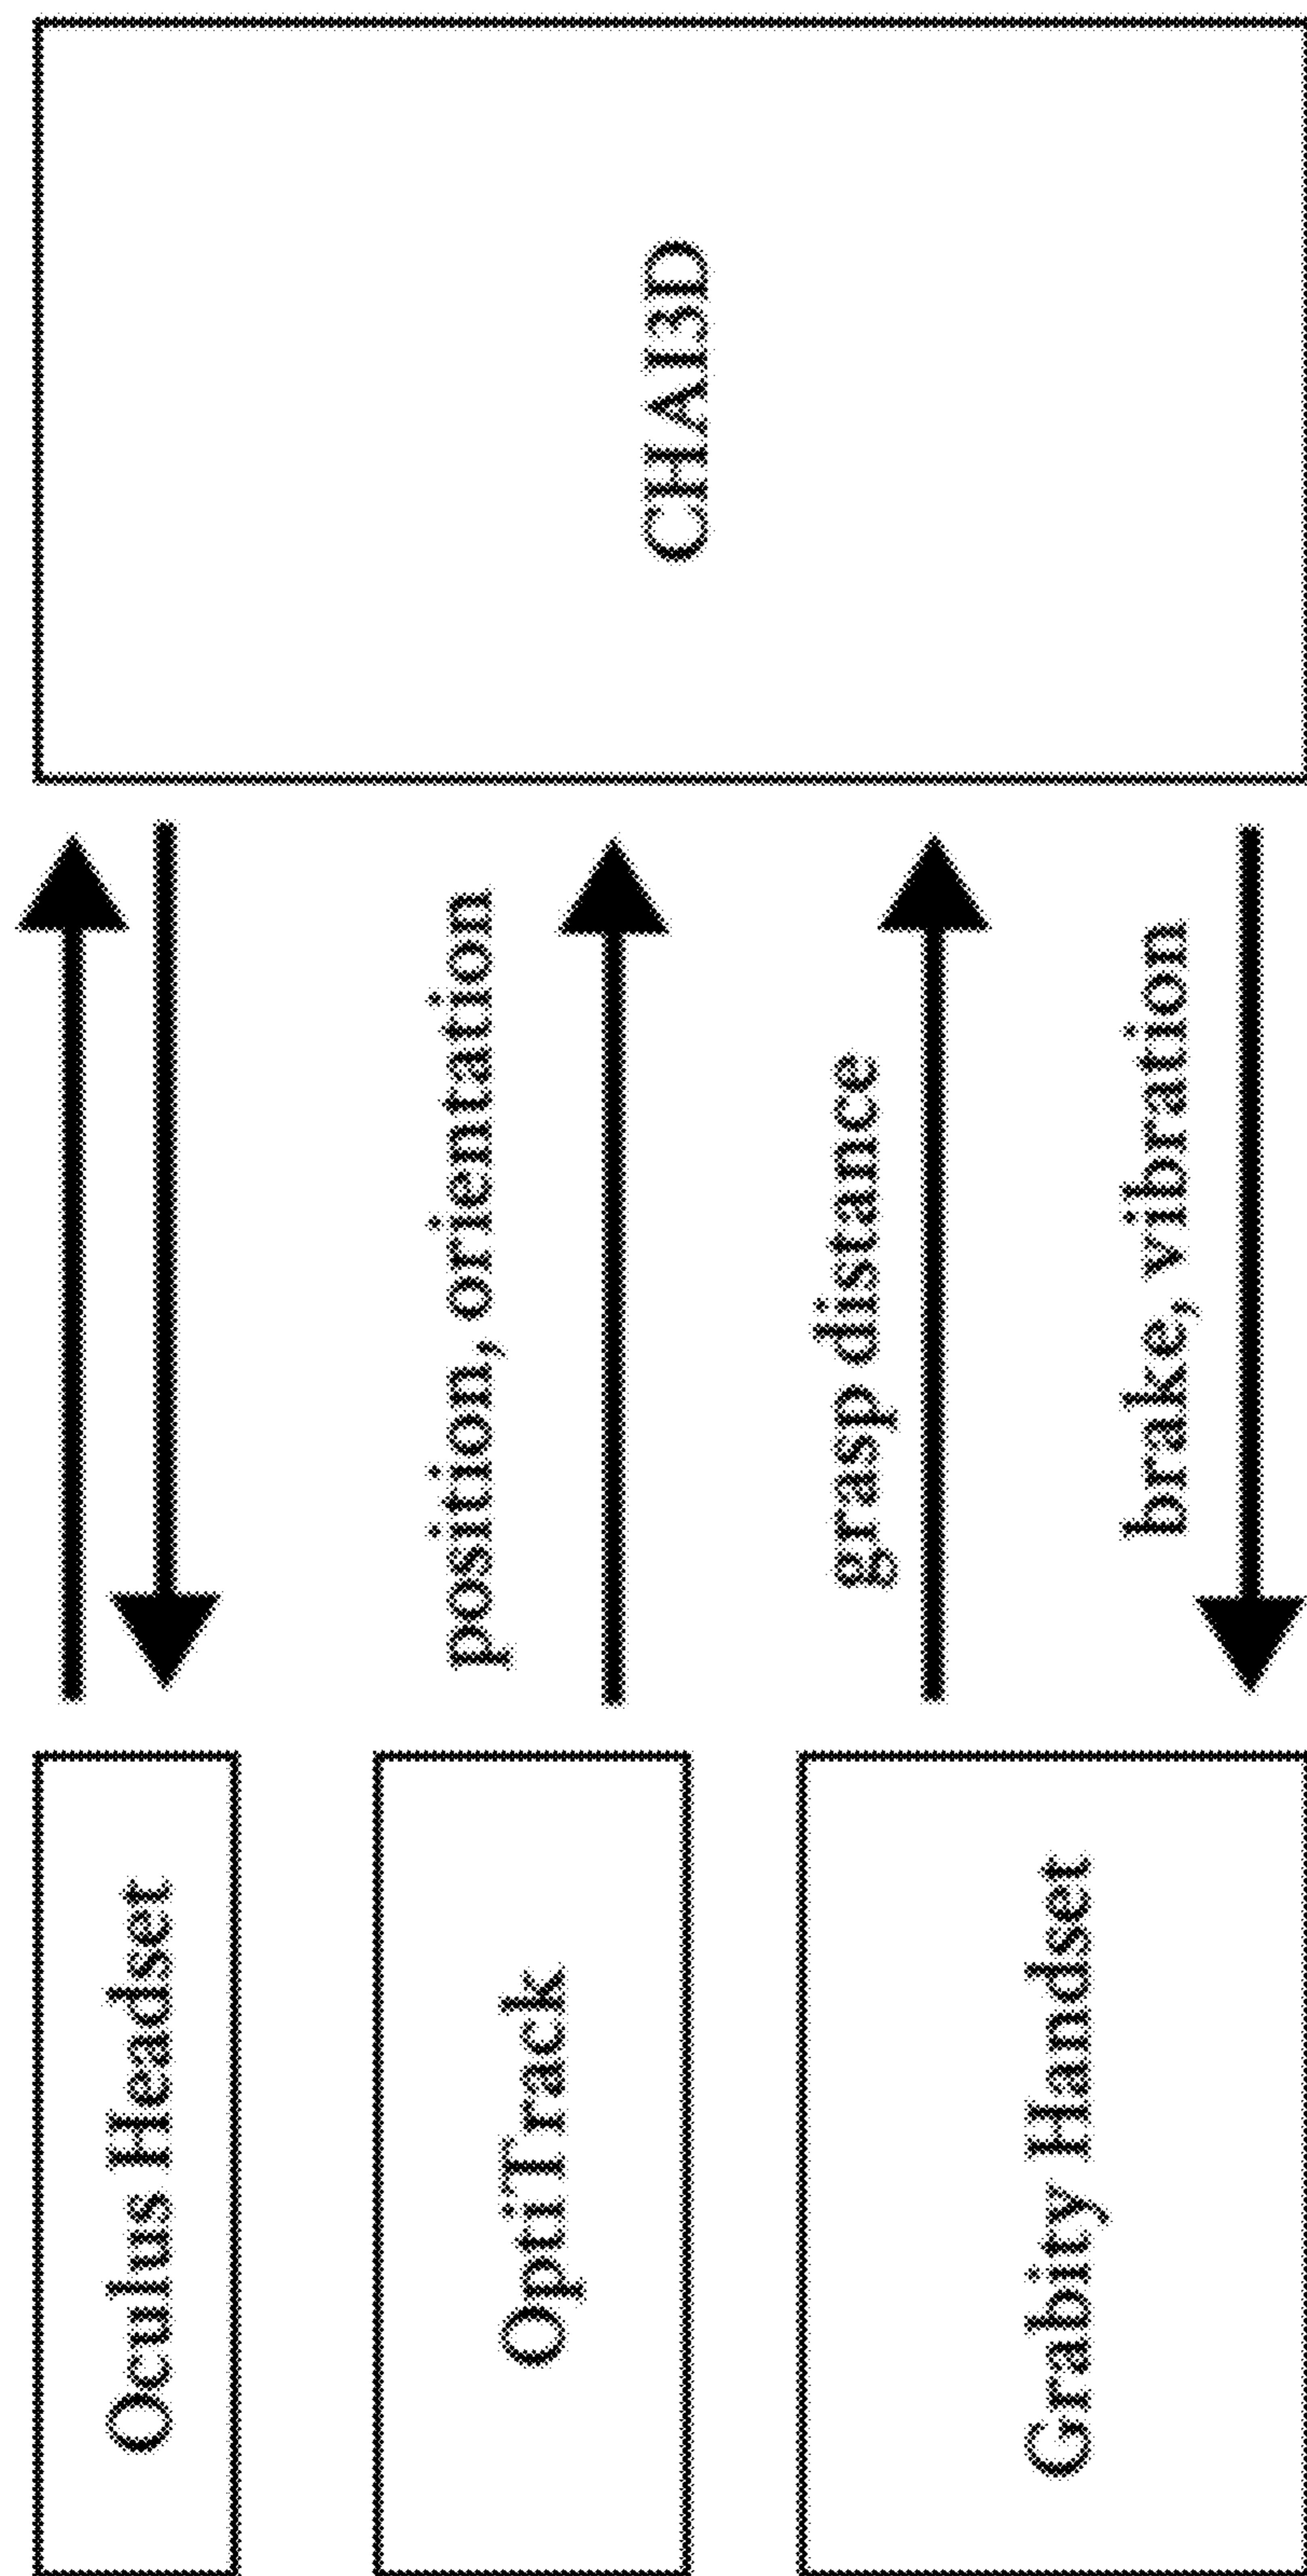 Oculus Headset
position, orientation
OptiTrack
CHAI3D
grasp distance
Grabity Handset
brake, vibration